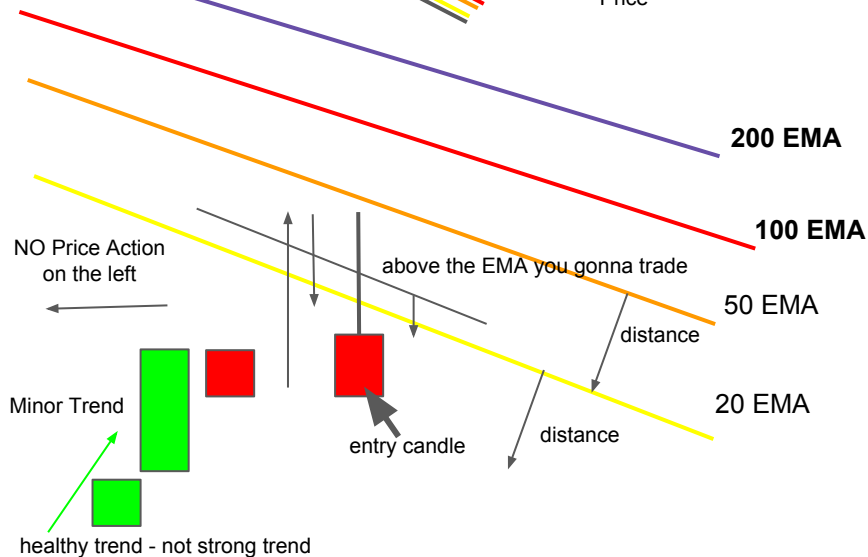 Price
200 EMA
100 EMA
NO Price Action
on the left
above the EMA you gonna trade
50 EMA
distance
Minor Trend
20 EMA
entry candle
distance
healthy trend - not strong trend